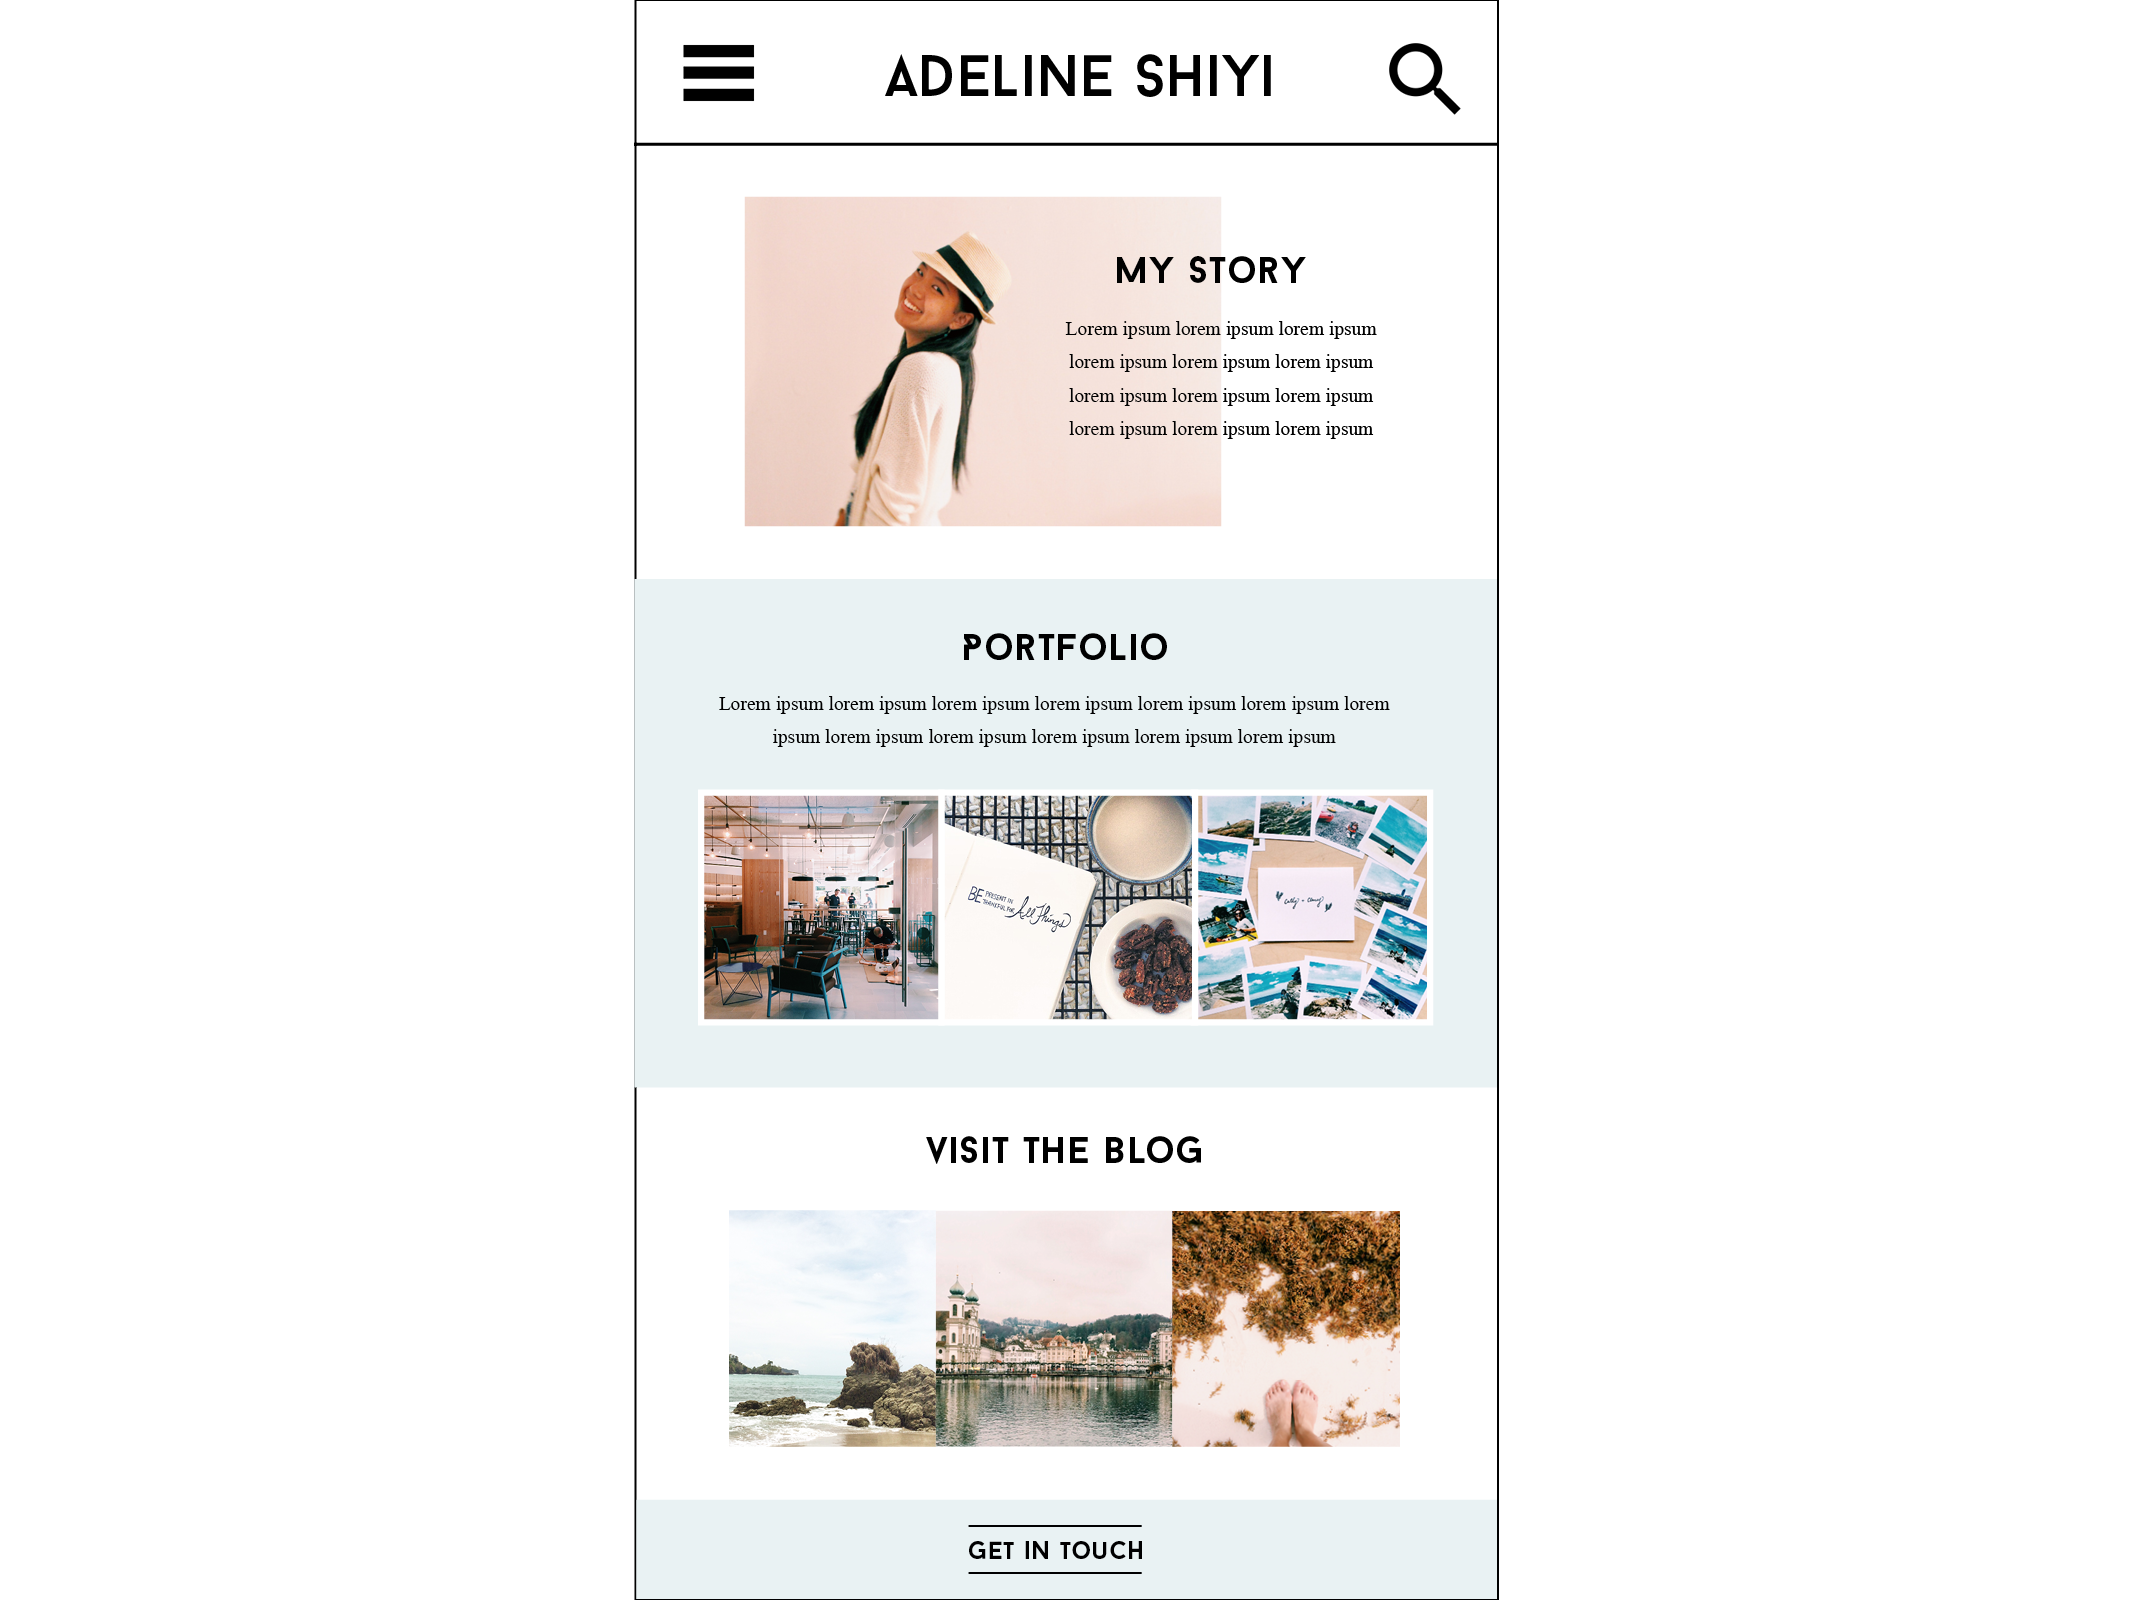 ADELINE SHIYI
MY STORY
Lorem ipsum lorem ipsum lorem ipsum
lorem ipsum lorem ipsum lorem ipsum
lorem ipsum lorem ipsum lorem ipsum
lorem ipsum lorem ipsum lorem ipsum
PORTFOLIO
Lorem ipsum lorem ipsum lorem ipsum lorem ipsum lorem ipsum lorem ipsum lorem
ipsum lorem ipsum lorem ipsum lorem ipsum lorem ipsum lorem ipsum
BE PRESENT IN
THANKFUL FOR All Things
VISIT THE BLOG
GET IN TOUCH